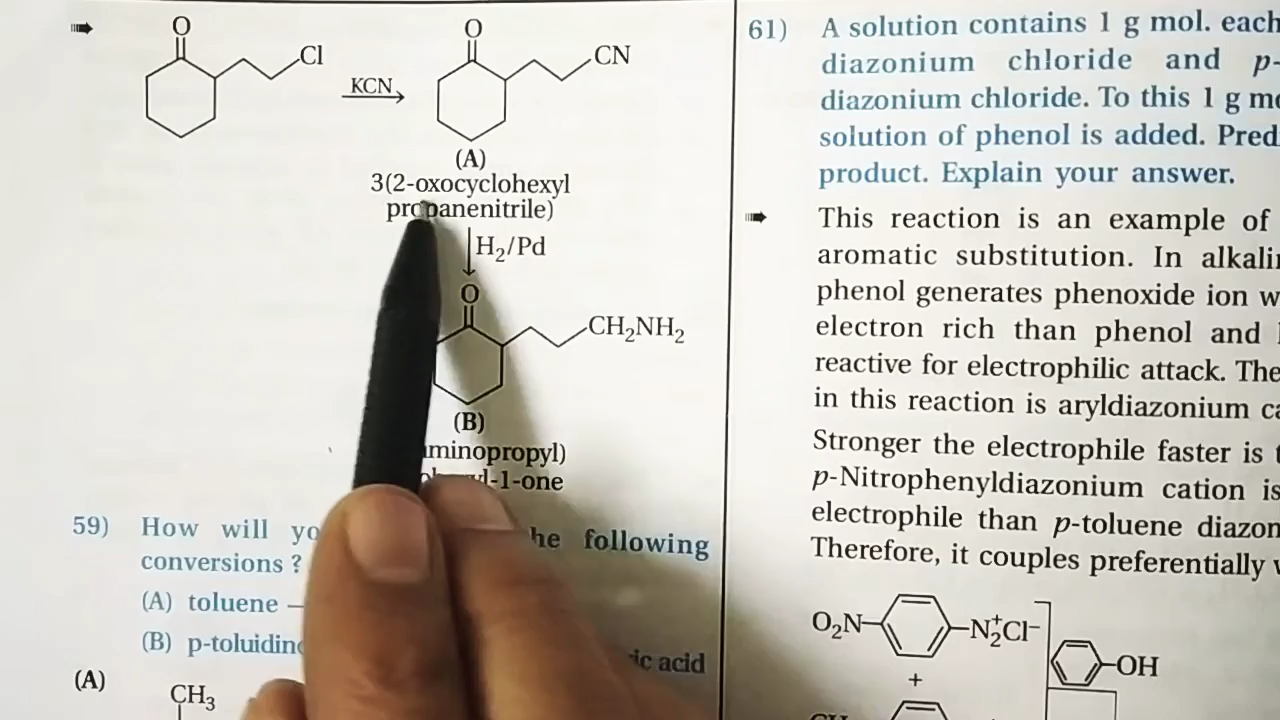 O
Cl
KCN
O
CN
(A)
3(2-oxocyclohexyl
propanenitrile)
H₂/Pd
O
CH₂NH₂
(B)
minopropyl)
-1-one
59) How will he following
conversions ?
(A) toluene —
(B) p-toluidin ic acid
(A)
CH₃
61) A solution contains 1 g mol. each
diazonium chloride and p-
diazonium chloride. To this 1 g m
solution of phenol is added. Pred
product. Explain your answer.
This reaction is an example of
aromatic substitution. In alkali
phenol generates phenoxide ion w
electron rich than phenol and
reactive for electrophilic attack. The
in this reaction is aryldiazonium ca
Stronger the electrophile faster is t
p-Nitrophenyldiazonium cation is
electrophile than p-toluene diazon
Therefore, it couples preferentially
O₂N N₂⁺Cl⁻
OH
+